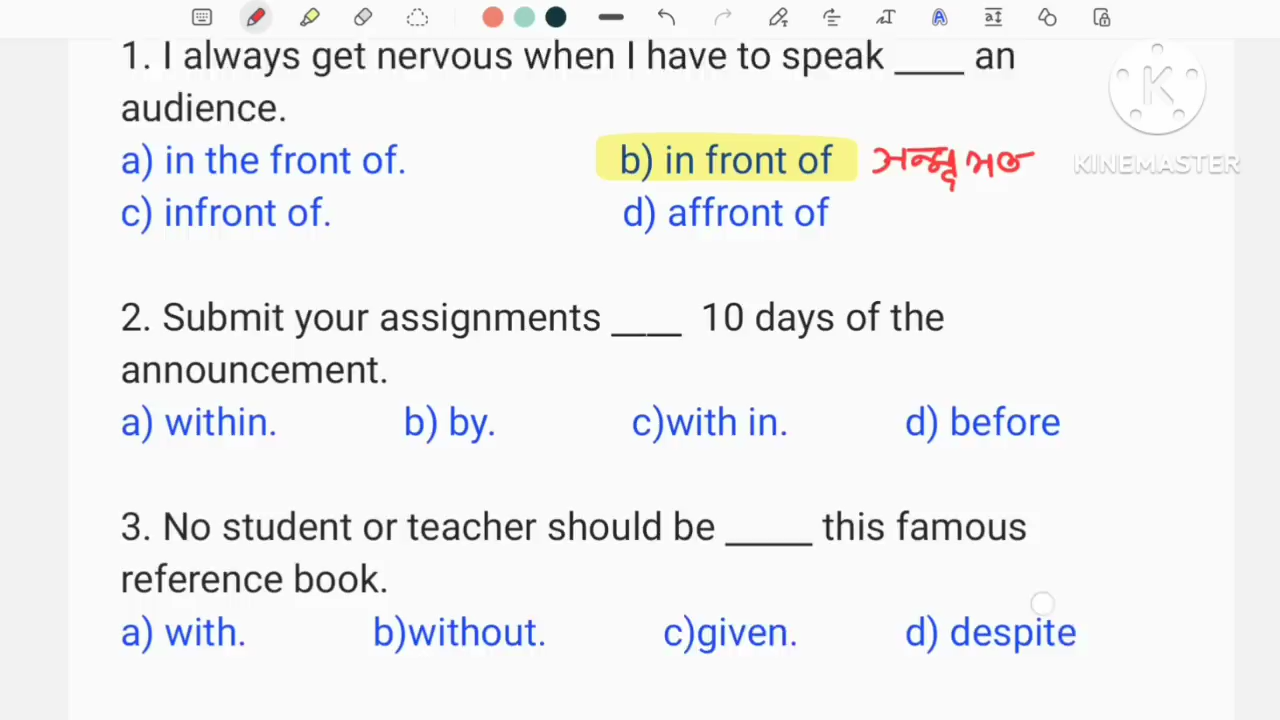 1. I always get nervous when I have to speak ____ an
audience.
a) in the front of. b) in front of
c) infront of. d) affront of
K
KINEMASTER
2. Submit your assignments ____ 10 days of the
announcement.
a) within. b) by. c)with in. d) before
3. No student or teacher should be _____ this famous
reference book.
a) with. b)without. c)given. d) despite